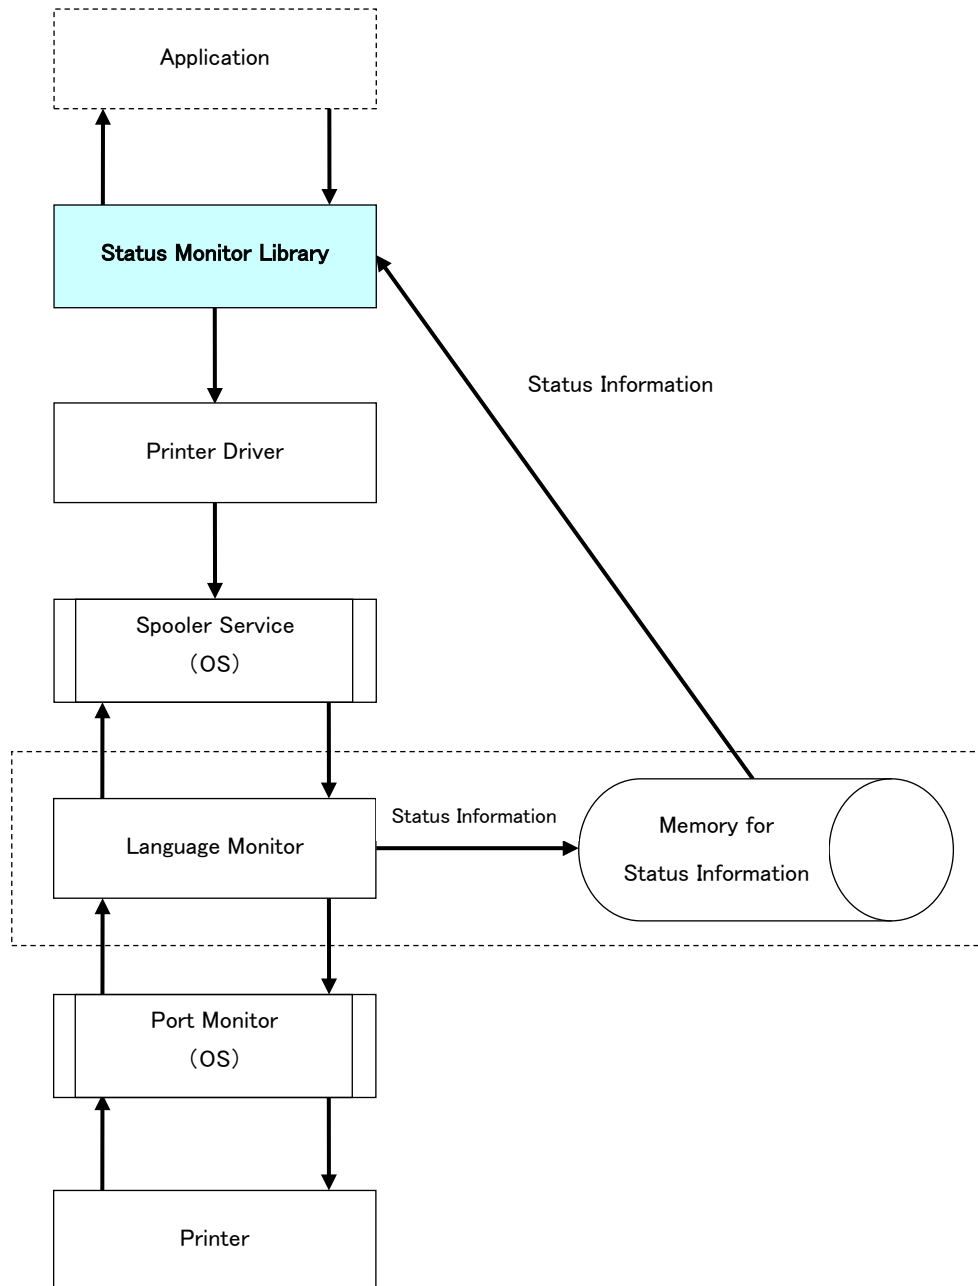 Application
Status Monitor Library
Status Information
Printer Driver
Spooler Service
（OS）
Status Information
Language Monitor
Memory for
Status Information
Port Monitor
（OS）
Printer